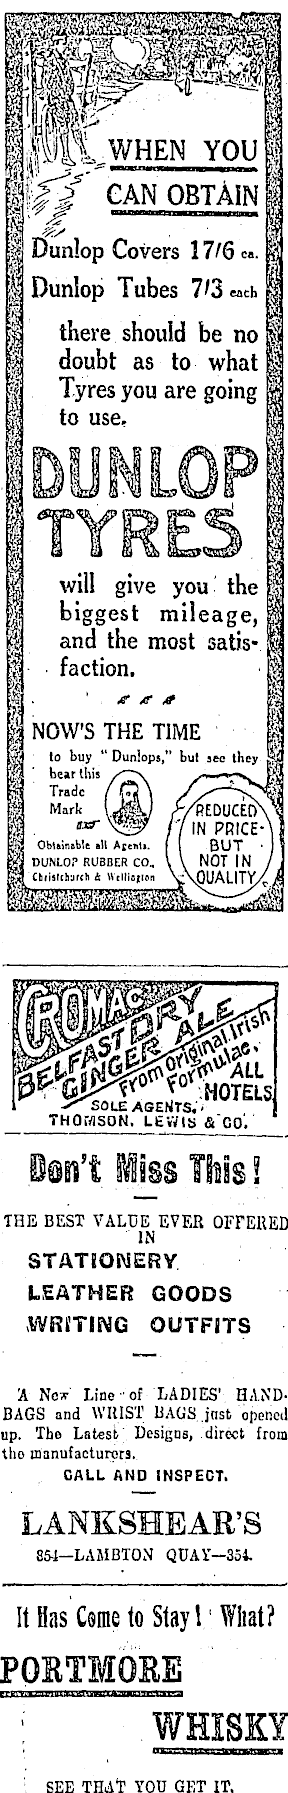 WHEN YOU
CAN OBTAIN
Dunlop Covers 17/6 ea.
Dunlop Tubes 7/3 each
there should be no
doubt as to what
Tyres you are going
to use.
DUNLOP
TYRES
will give you the
biggest mileage,
and the most satis-
faction.
NOW'S THE TIME
to buy "Dunlops," but see they
bear this
Trade
Mark
Obtainable all Agents.
DUNLOP RUBBER CO.,
Christchurch & Wellington
REDUCED
IN PRICE-
BUT
NOT IN
QUALITY
CROMAC
BELFAST DRY
GINGER ALE
From Original Irish
Formulae.
ALL
HOTELS
SOLE AGENTS,
THOMSON, LEWIS & CO.
Don't Miss This!
THE BEST VALUE EVER OFFERED
IN
STATIONERY
LEATHER GOODS
WRITING OUTFITS
A New Line of LADIES' HAND-
BAGS and WRIST BAGS just opened
up. The Latest Designs, direct from
the manufacturers.
CALL AND INSPECT.
LANKSHEAR'S
354—LAMBTON QUAY—354.
It Has Come to Stay! What?
PORTMORE
WHISKY
SEE THAT YOU GET IT.